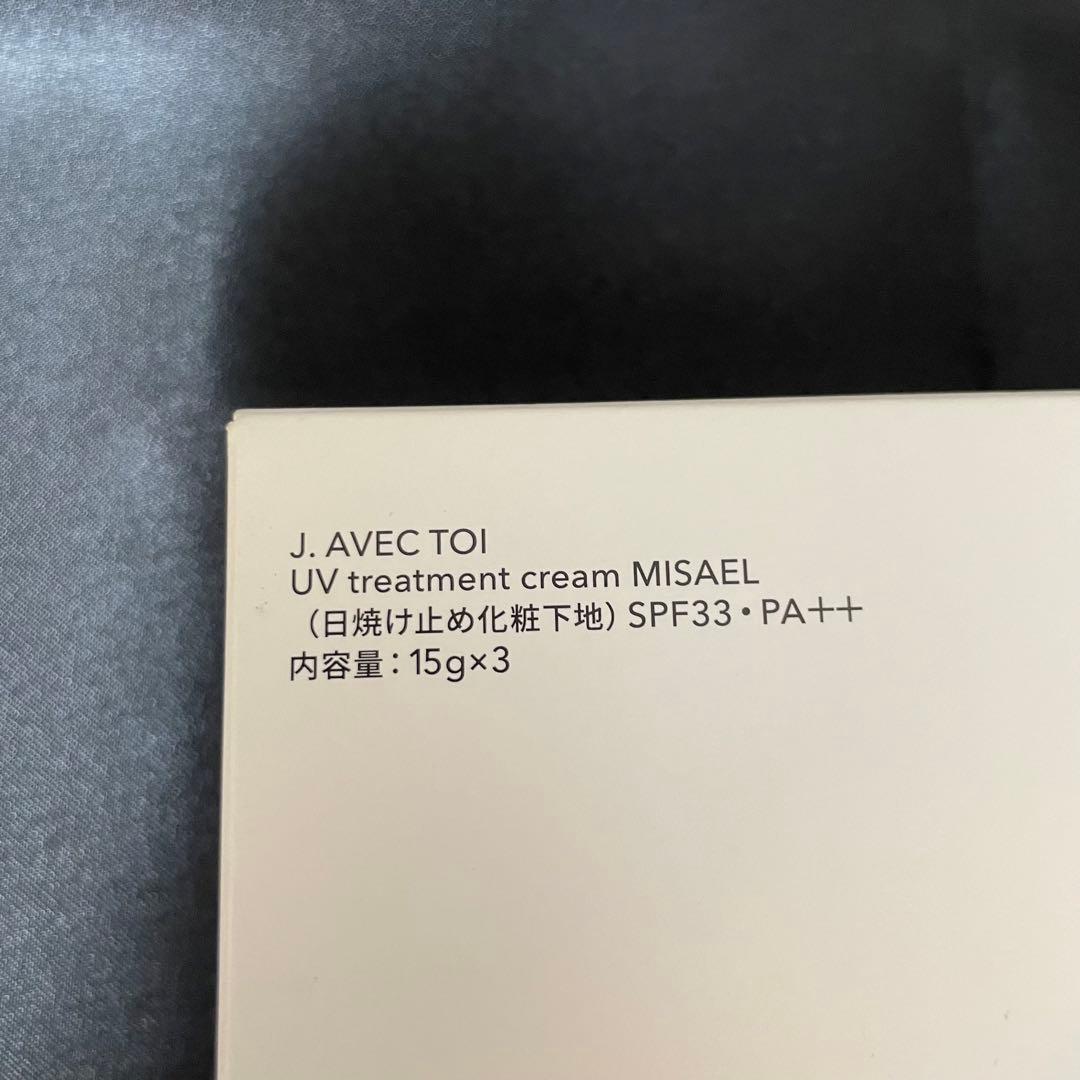 J. AVEC TOI
UV treatment cream MISAEL
（日焼け止め化粧下地）SPF33・PA++
内容量：15g×3